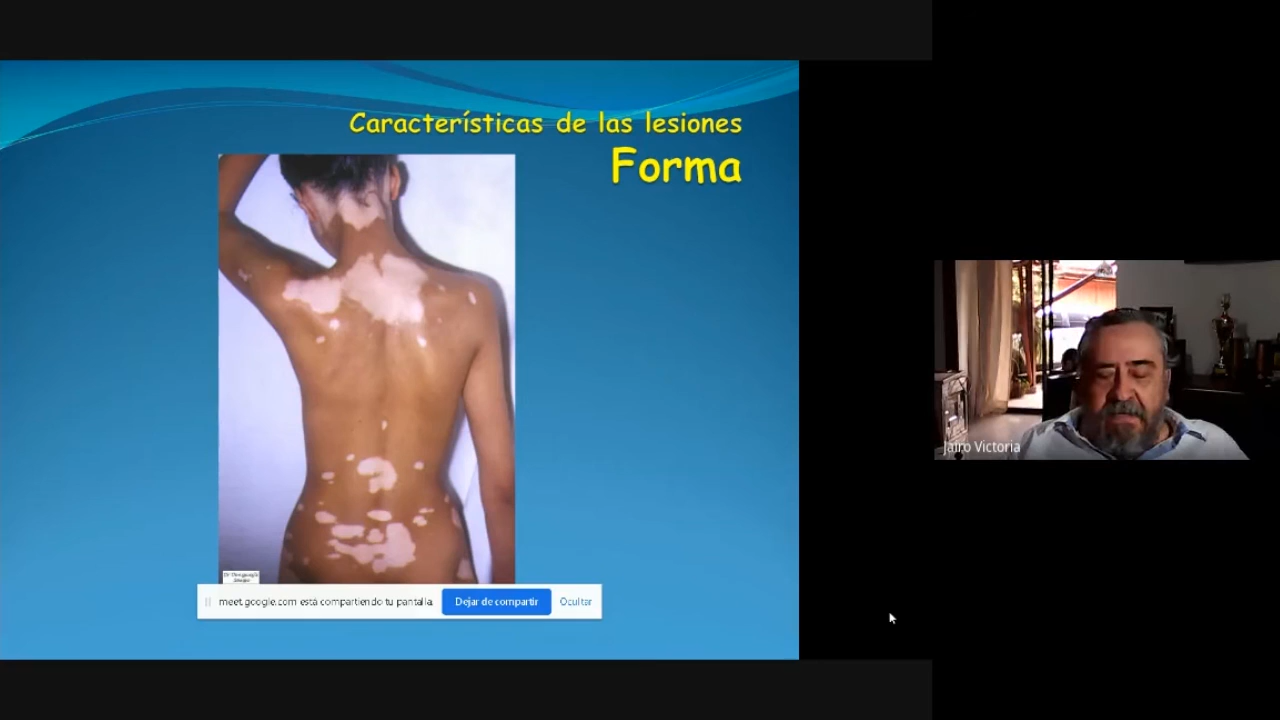 Características de las lesiones
Forma
meet.google.com está compartiendo tu pantalla.
Dejar de compartir
Ocultar
Jairo Victoria